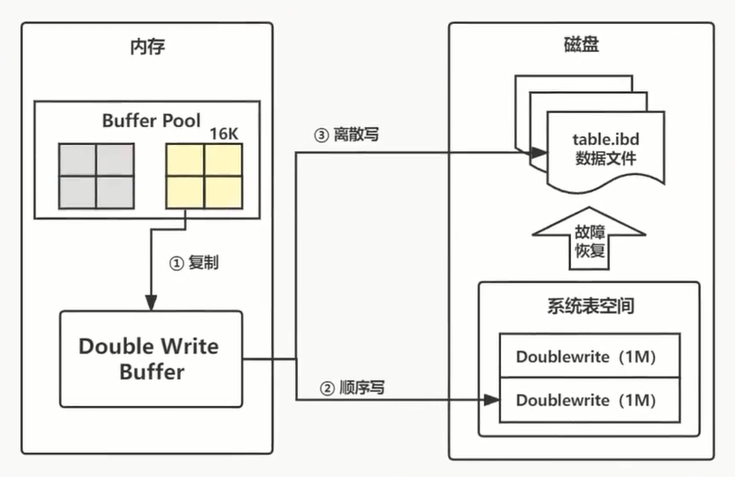 内存
磁盘
Buffer Pool
16K
③ 离散写
table.ibd
数据文件
① 复制
故障
恢复
系统表空间
Double Write
Buffer
Doublewrite（1M）
② 顺序写
Doublewrite（1M）